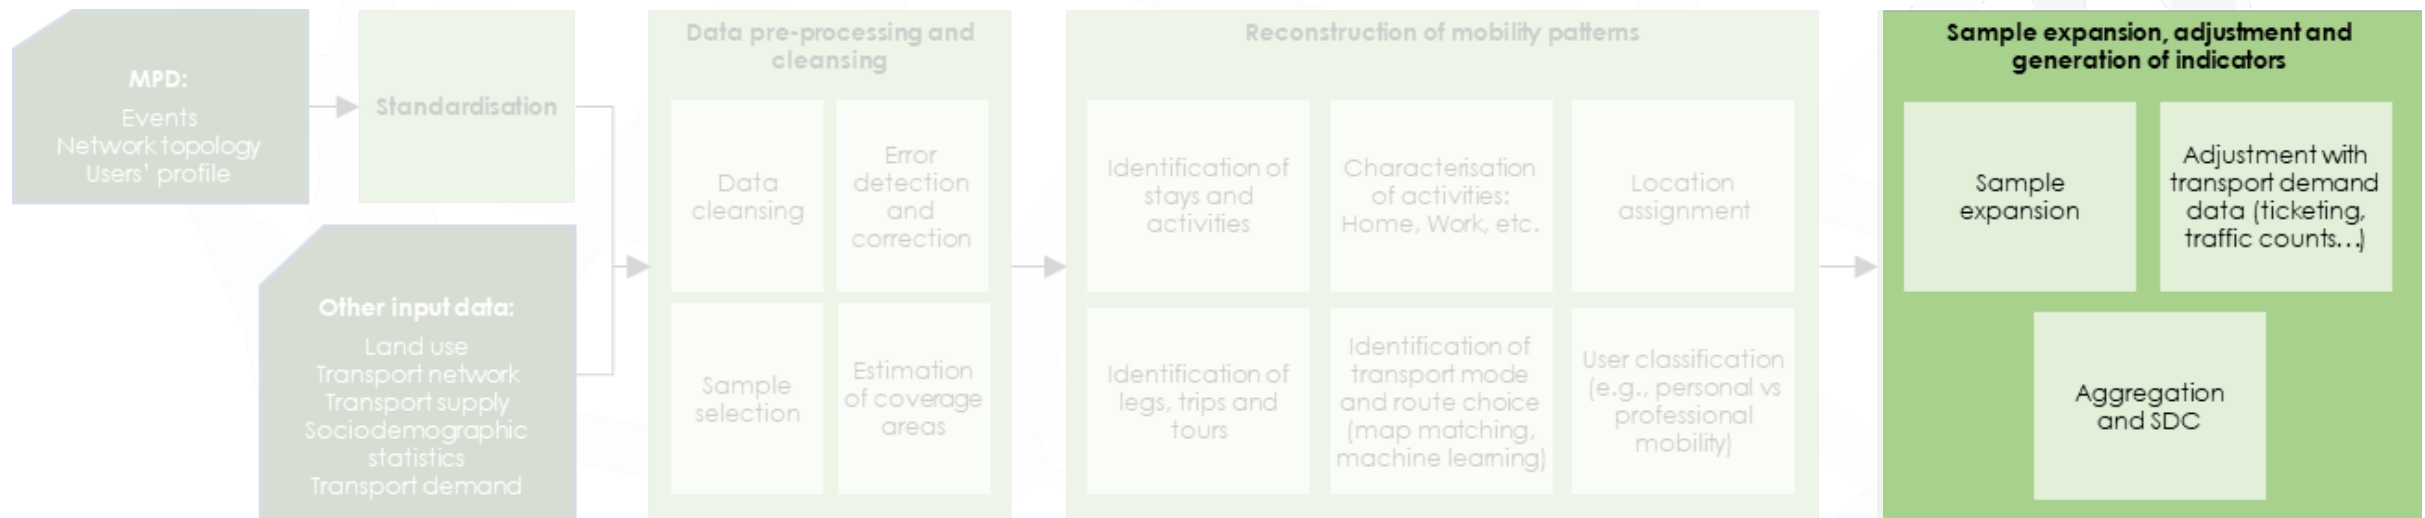 MPD:
Events
Network topology
Users' profile
Standardisation
Other input data:
Land use
Transport network
Transport supply
Sociodemographic
statistics
Transport demand
Data pre-processing and
cleansing
Data
cleansing
Error
detection
and
correction
Sample
selection
Estimation
of coverage
areas
Reconstruction of mobility patterns
Identification of
stays and
activities
Characterisation
of activities:
Home, Work, etc.
Location
assignment
Identification of
legs, trips and
tours
Identification of
transport mode
and route choice
(map matching,
machine learning)
User classification
(e.g., personal vs
professional
mobility)
Sample expansion, adjustment and
generation of indicators
Sample
expansion
Adjustment with
transport demand
data (ticketing,
traffic counts...)
Aggregation
and SDC